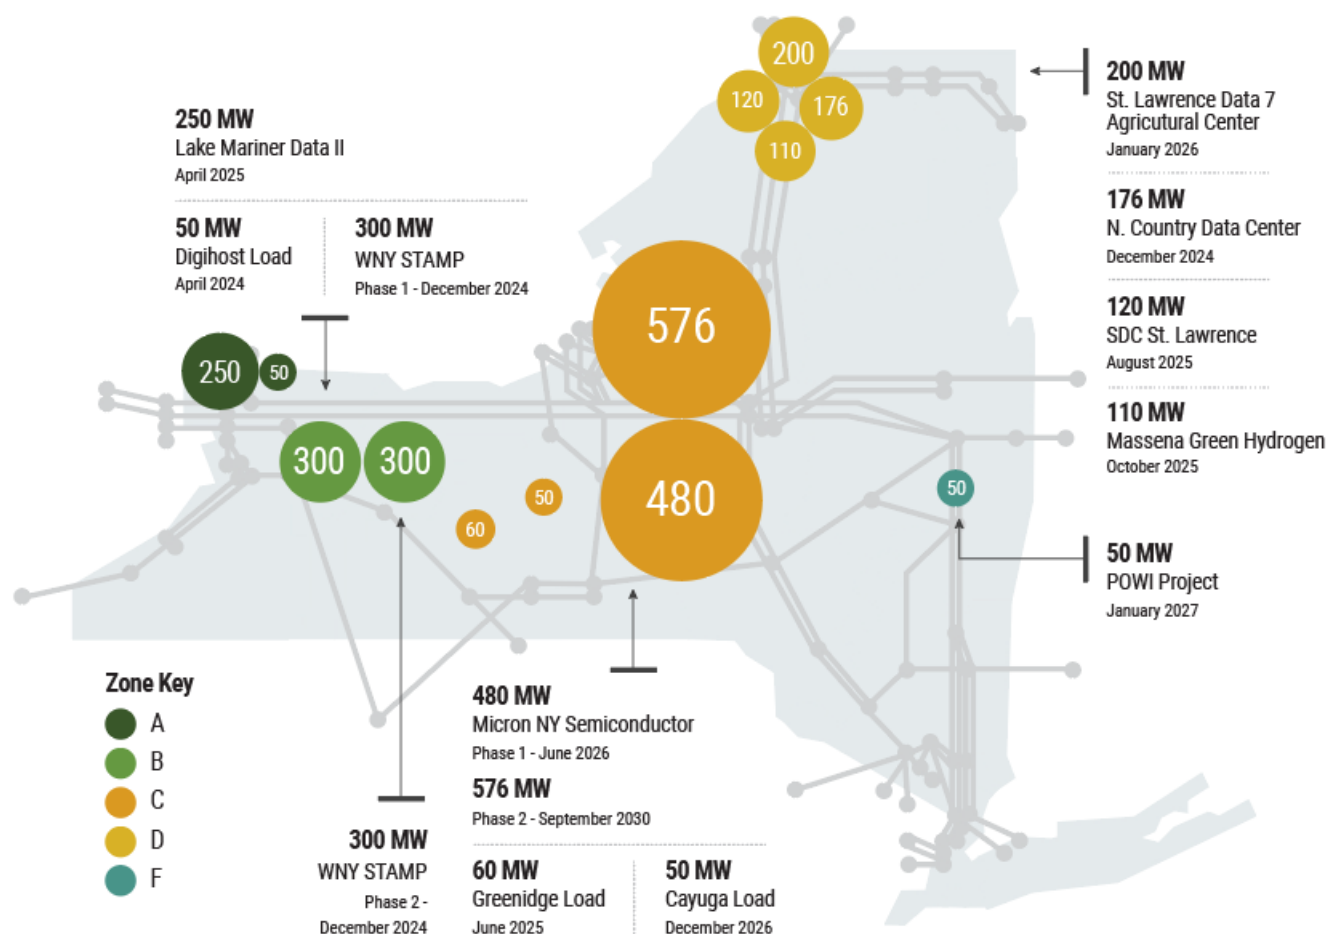 200
120
176
110
200 MW
St. Lawrence Data 7
Agricutural Center
January 2026
176 MW
N. Country Data Center
December 2024
120 MW
SDC St. Lawrence
August 2025
110 MW
Massena Green Hydrogen
October 2025
250 MW
Lake Mariner Data II
April 2025
50 MW
Digihost Load
April 2024
300 MW
WNY STAMP
Phase 1 - December 2024
250
50
576
300
300
480
50
60
50
50 MW
POWI Project
January 2027
Zone Key
A
B
C
D
F
300 MW
WNY STAMP
Phase 2 -
December 2024
480 MW
Micron NY Semiconductor
Phase 1 - June 2026
576 MW
Phase 2 - September 2030
60 MW
Greenidge Load
June 2025
50 MW
Cayuga Load
December 2026